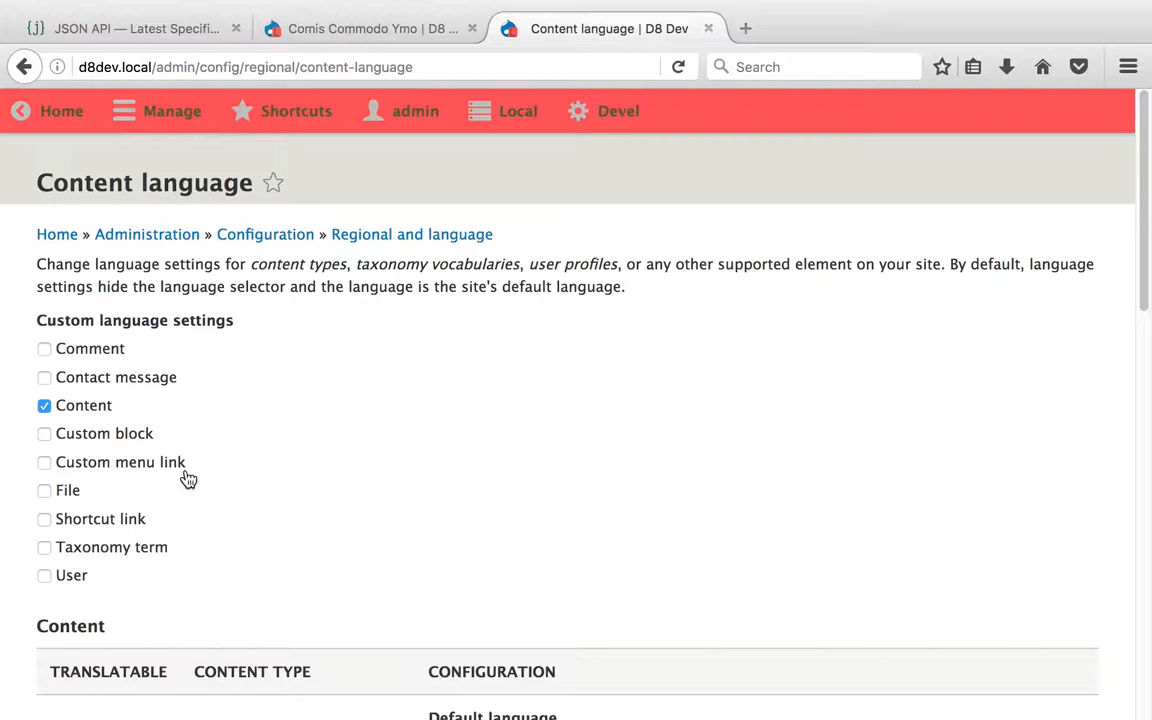 {} JSON API — Latest Specifi... ×
Comis Commodo Ymo | D8 ... ×
Content language | D8 Dev × +
d8dev.local/admin/config/regional/content-language
Search
Home Manage Shortcuts admin Local Devel
Content language
Home » Administration » Configuration » Regional and language
Change language settings for content types, taxonomy vocabularies, user profiles, or any other supported element on your site. By default, language
settings hide the language selector and the language is the site's default language.
Custom language settings
Comment
Contact message
Content
Custom block
Custom menu link
File
Shortcut link
Taxonomy term
User
Content
TRANSLATABLE CONTENT TYPE CONFIGURATION
Default language